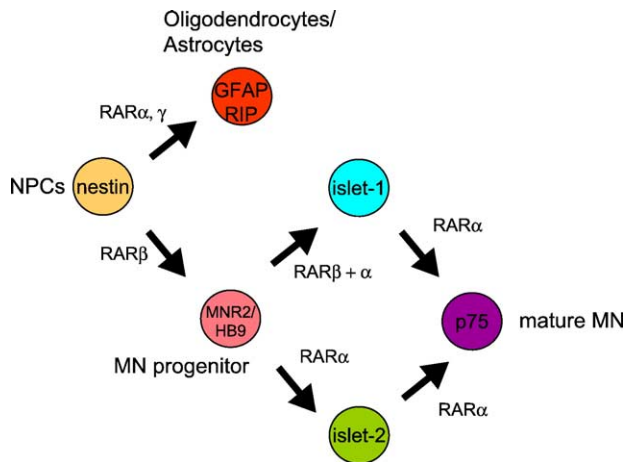 Oligodendrocytes/
Astrocytes
GFAP
RIP
RARα, γ
NPCs
nestin
islet-1
RARβ
RARα
RARβ + α
MNR2/
HB9
p75
mature MN
MN progenitor
RARα
RARα
islet-2